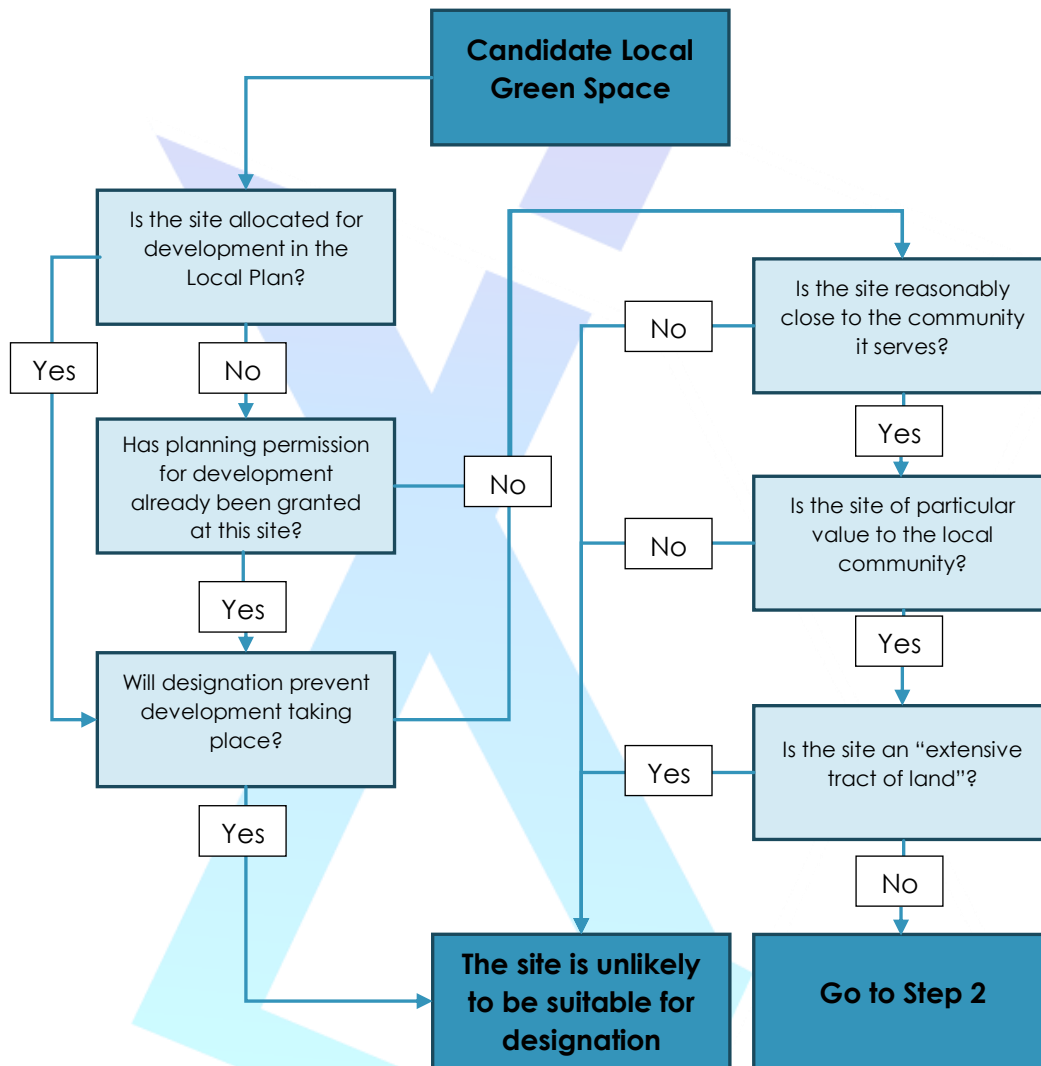 Candidate Local
Green Space
Is the site allocated for
development in the
Local Plan?
Yes
No
Has planning permission
for development
already been granted
at this site?
No
Yes
Will designation prevent
development taking
place?
Yes
Is the site reasonably
close to the community
it serves?
No
Yes
Is the site of particular
value to the local
community?
No
Yes
Is the site an “extensive
tract of land”?
Yes
No
The site is unlikely
to be suitable for
designation
Go to Step 2